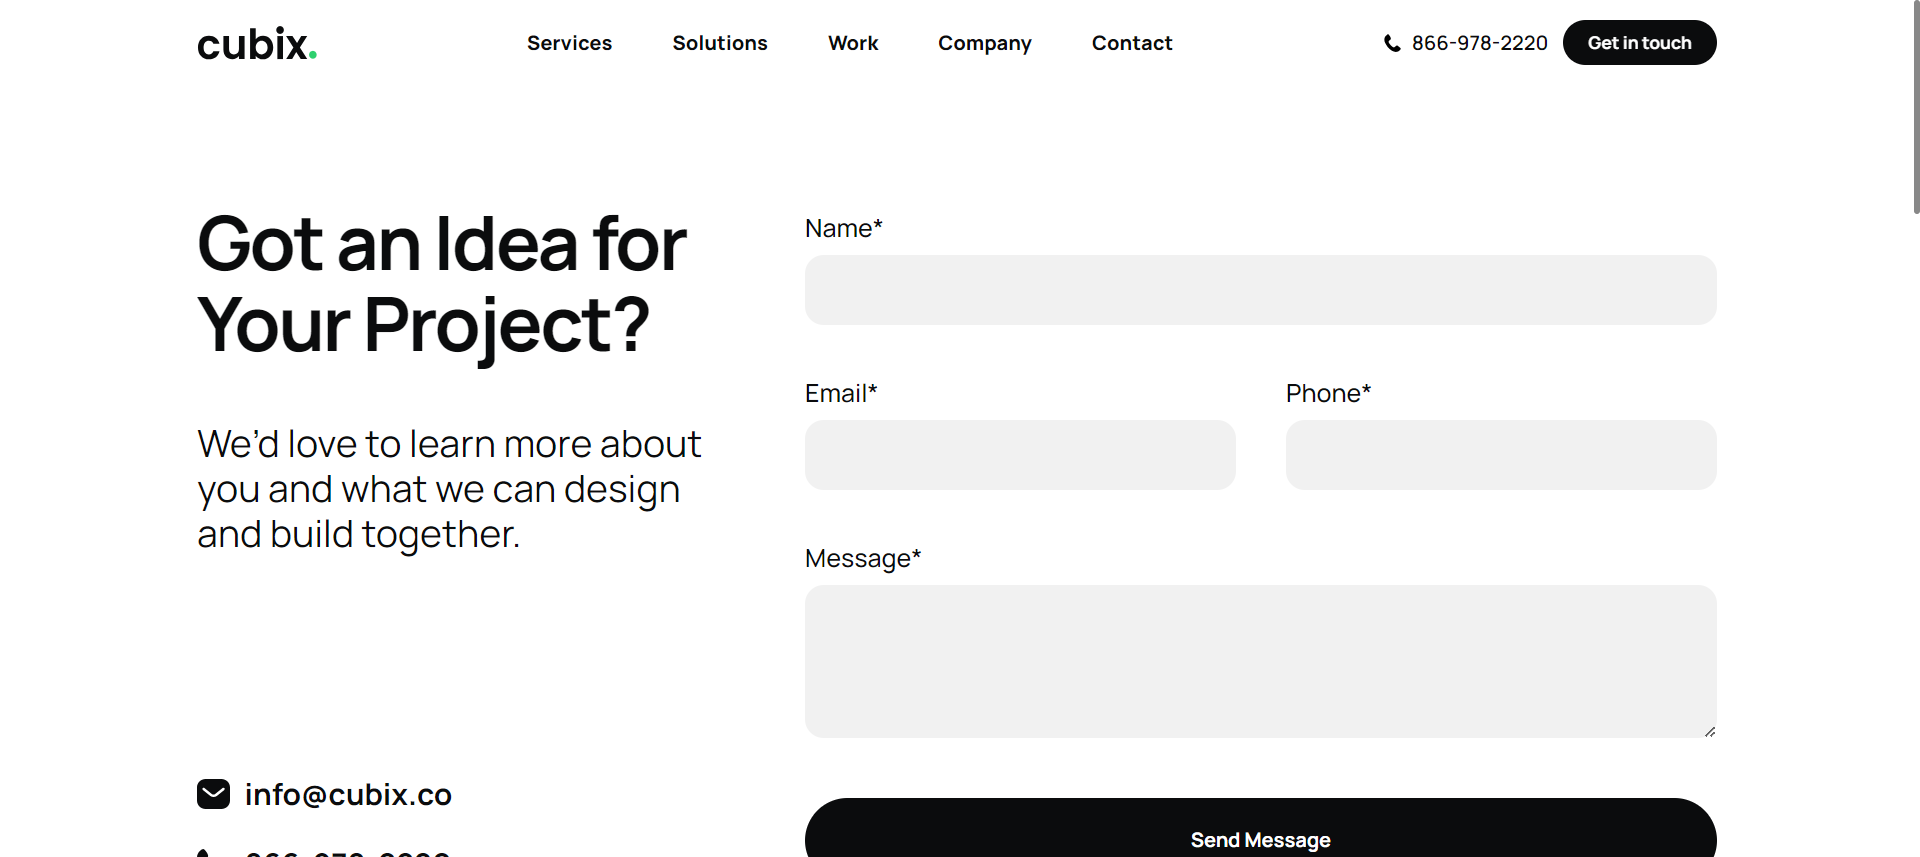 cubix.
Services
Solutions
Work
Company
Contact
866-978-2220
Get in touch
Got an Idea for
Your Project?
We’d love to learn more about
you and what we can design
and build together.
Name*
Email*
Phone*
Message*
info@cubix.co
Send Message